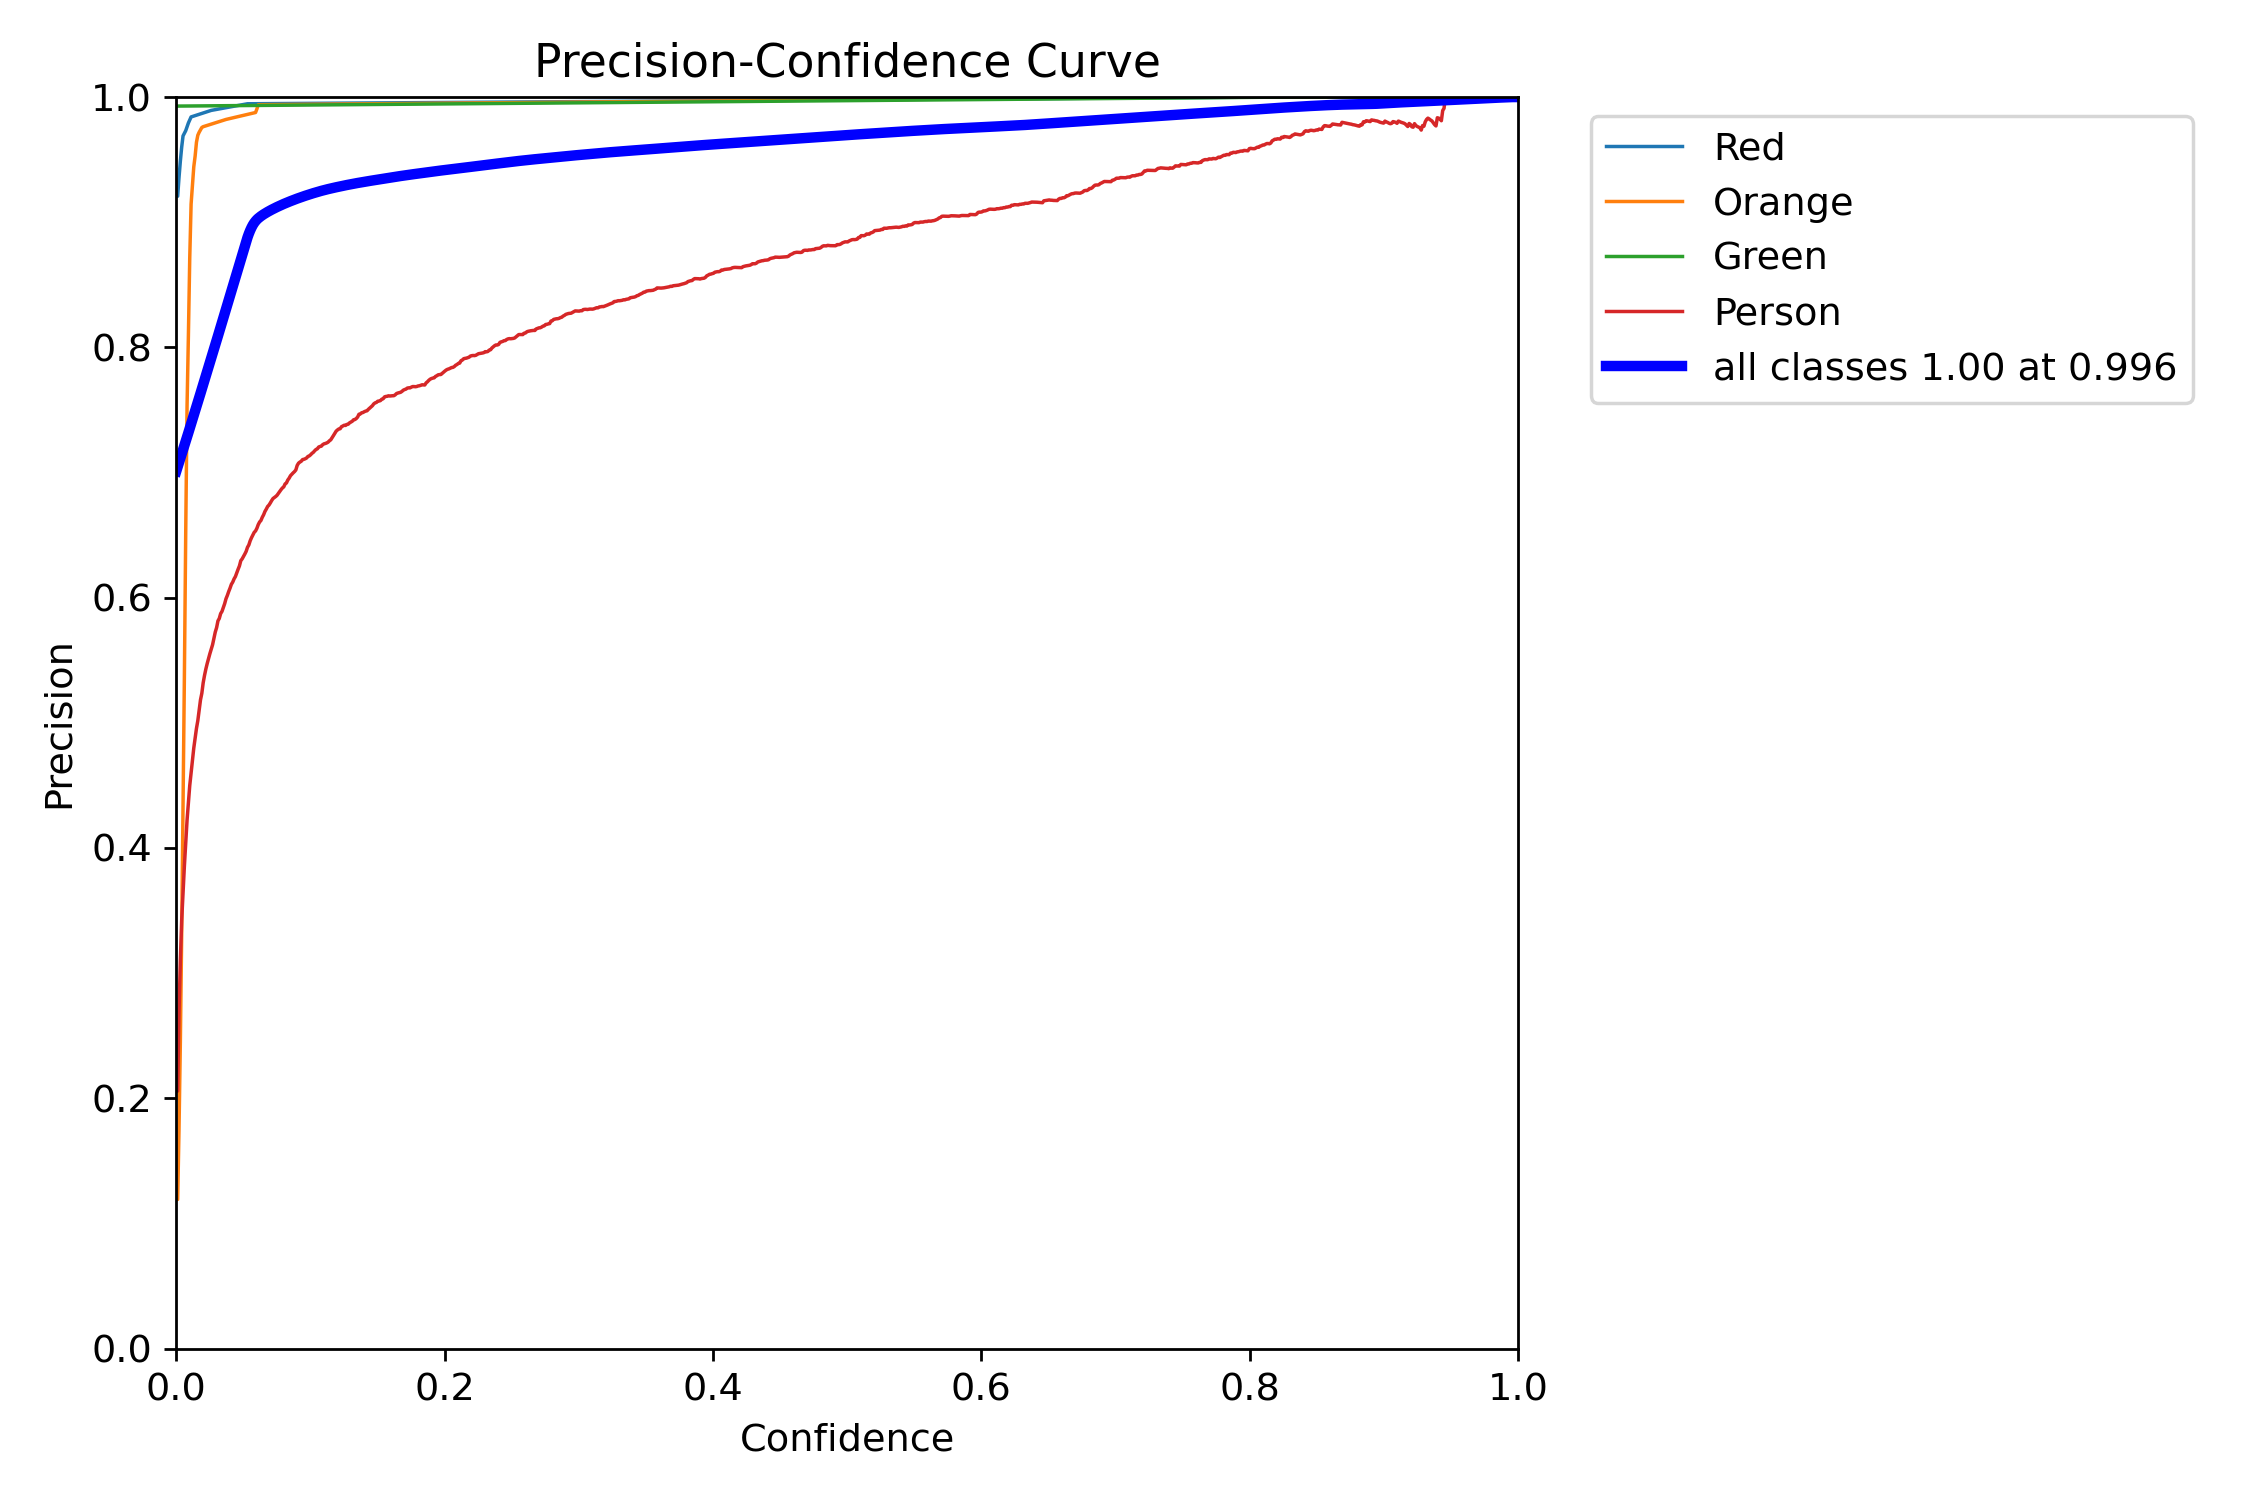 Precision-Confidence Curve
1.0
0.8
0.6
0.4
0.2
0.0
Precision
0.0 0.2 0.4 0.6 0.8 1.0
Confidence
Red
Orange
Green
Person
all classes 1.00 at 0.996